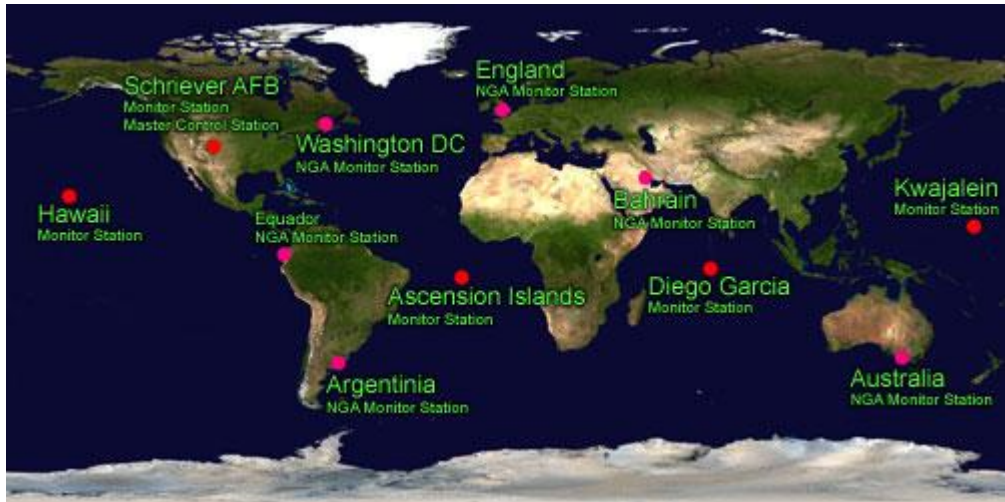 England
NGA Monitor Station
Schriever AFB
Monitor Station
Master Control Station
Washington DC
NGA Monitor Station
Kwajalein
Monitor Station
Bahrain
NGA Monitor Station
Hawaii
Monitor Station
Equador
NGA Monitor Station
Diego Garcia
Monitor Station
Ascension Islands
Monitor Station
Australia
NGA Monitor Station
Argentinia
NGA Monitor Station